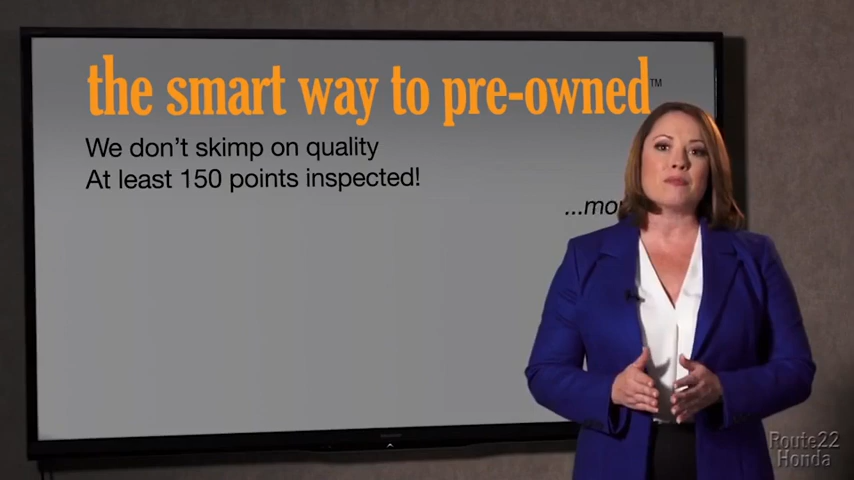 the smart way to pre-owned™
We don't skimp on quality
At least 150 points inspected!
Route22
Honda